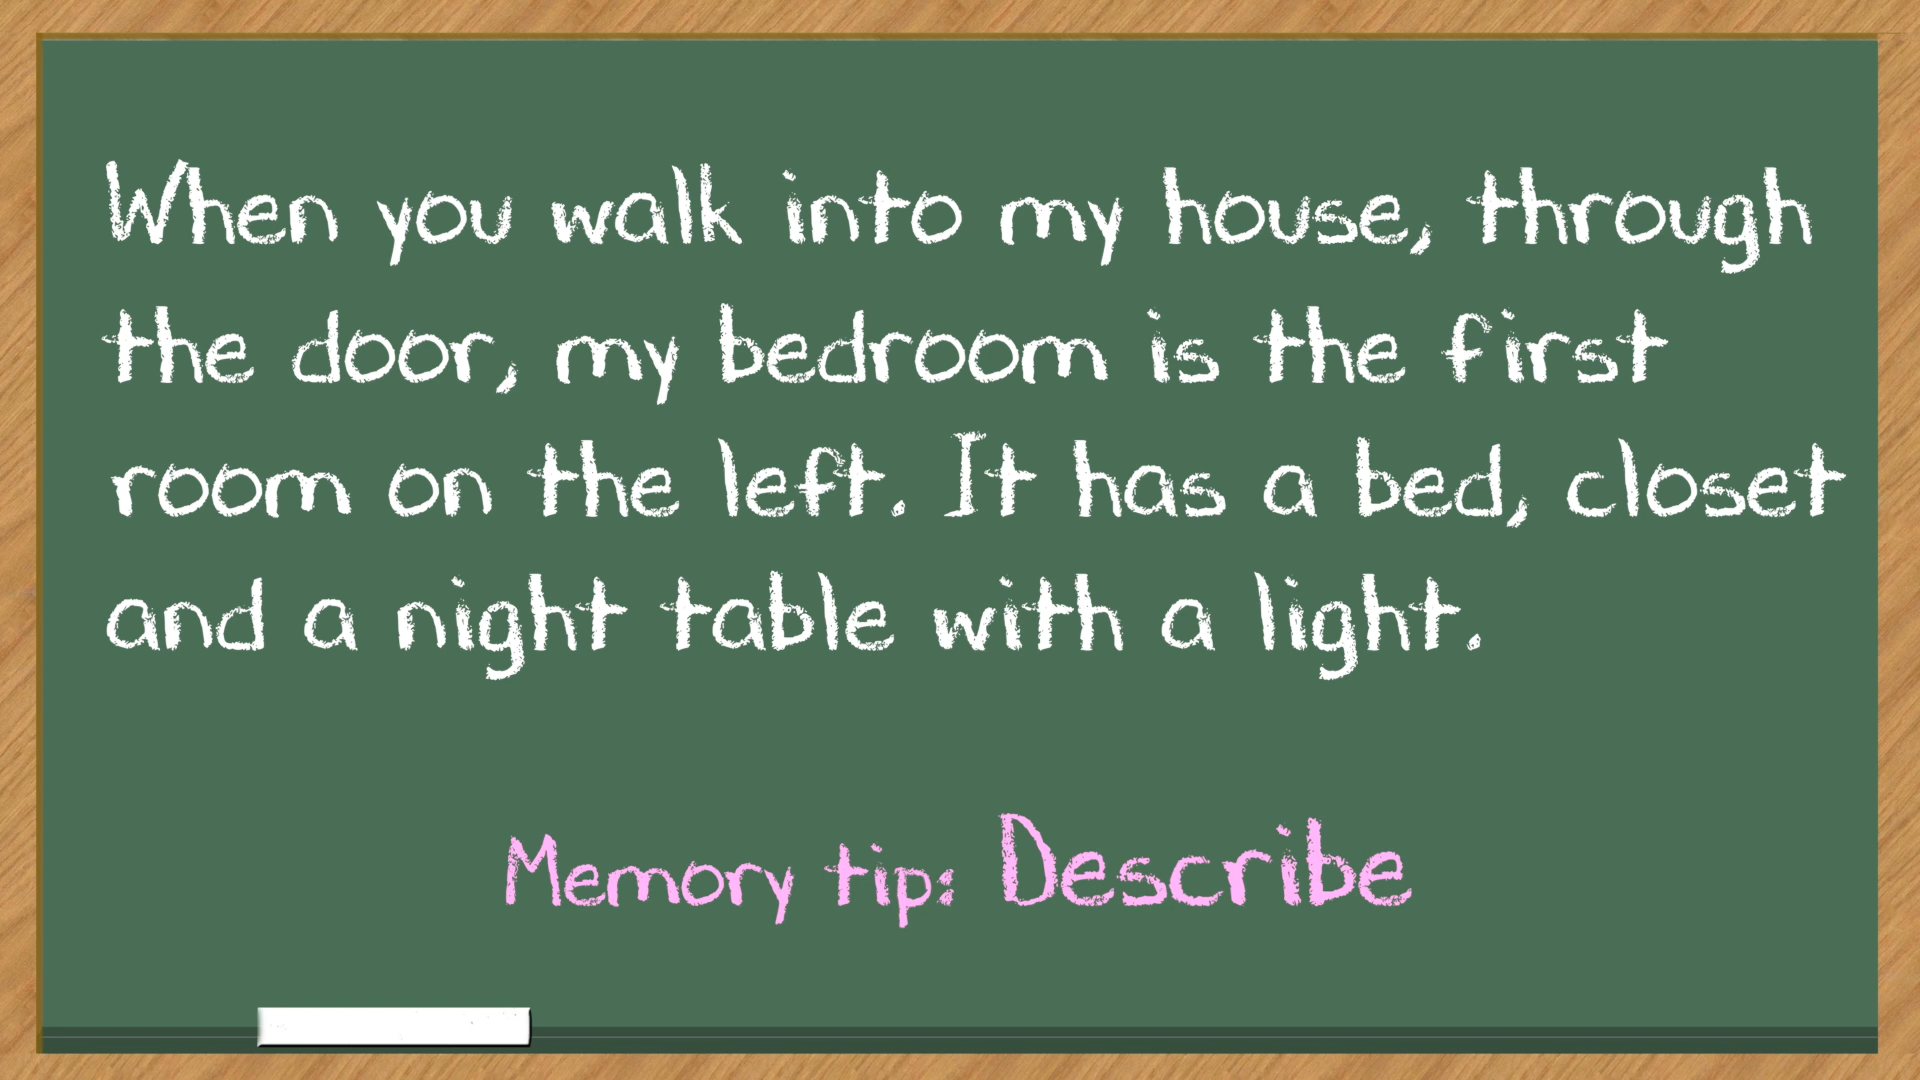 When you walk into my house, through
the door, my bedroom is the first
room on the left. It has a bed, closet
and a night table with a light.
Memory tip: Describe